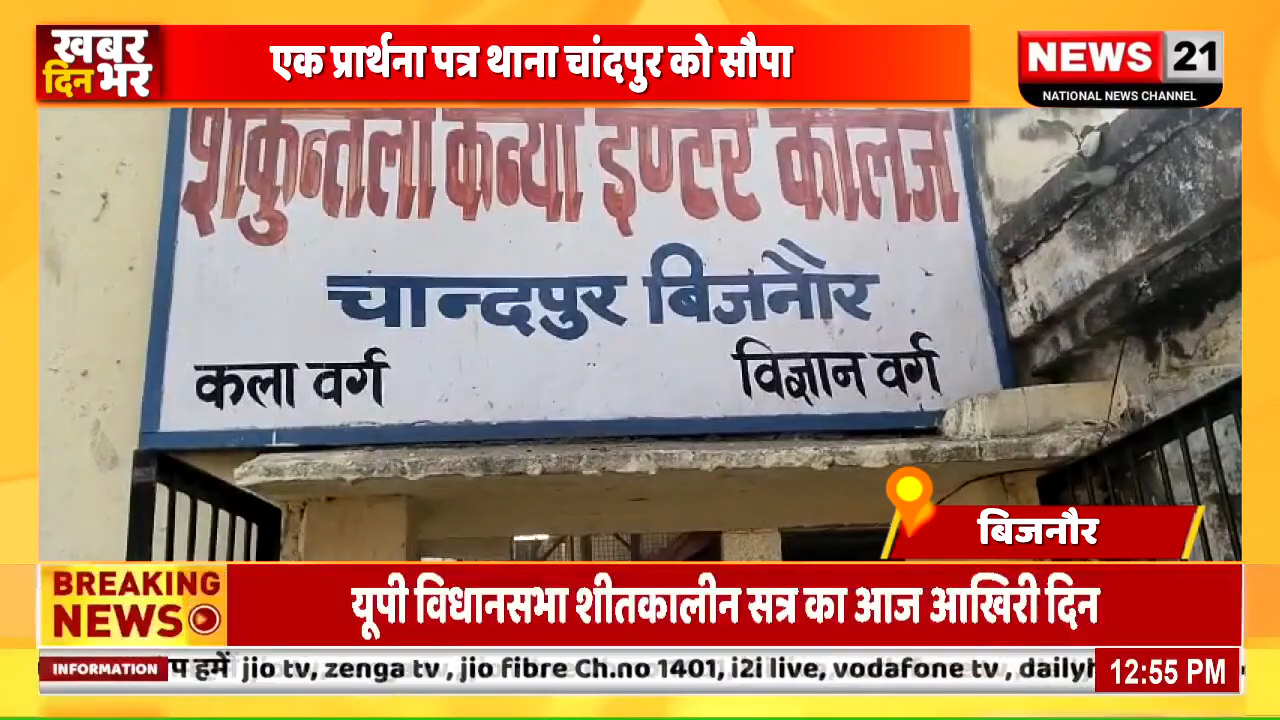 खबर
दिन भर
एक प्रार्थना पत्र थाना चांदपुर को सौपा
NEWS 21
NATIONAL NEWS CHANNEL
शकुन्तला कन्या इण्टर कालेज
चान्दपुर बिजनौर
कला वर्ग
विज्ञान वर्ग
बिजनौर
BREAKING
NEWS
यूपी विधानसभा शीतकालीन सत्र का आज आखिरी दिन
INFORMATION
प हमें jio tv, zenga tv , jio fibre Ch.no 1401, i2i live, vodafone tv , dailyh
12:55 PM